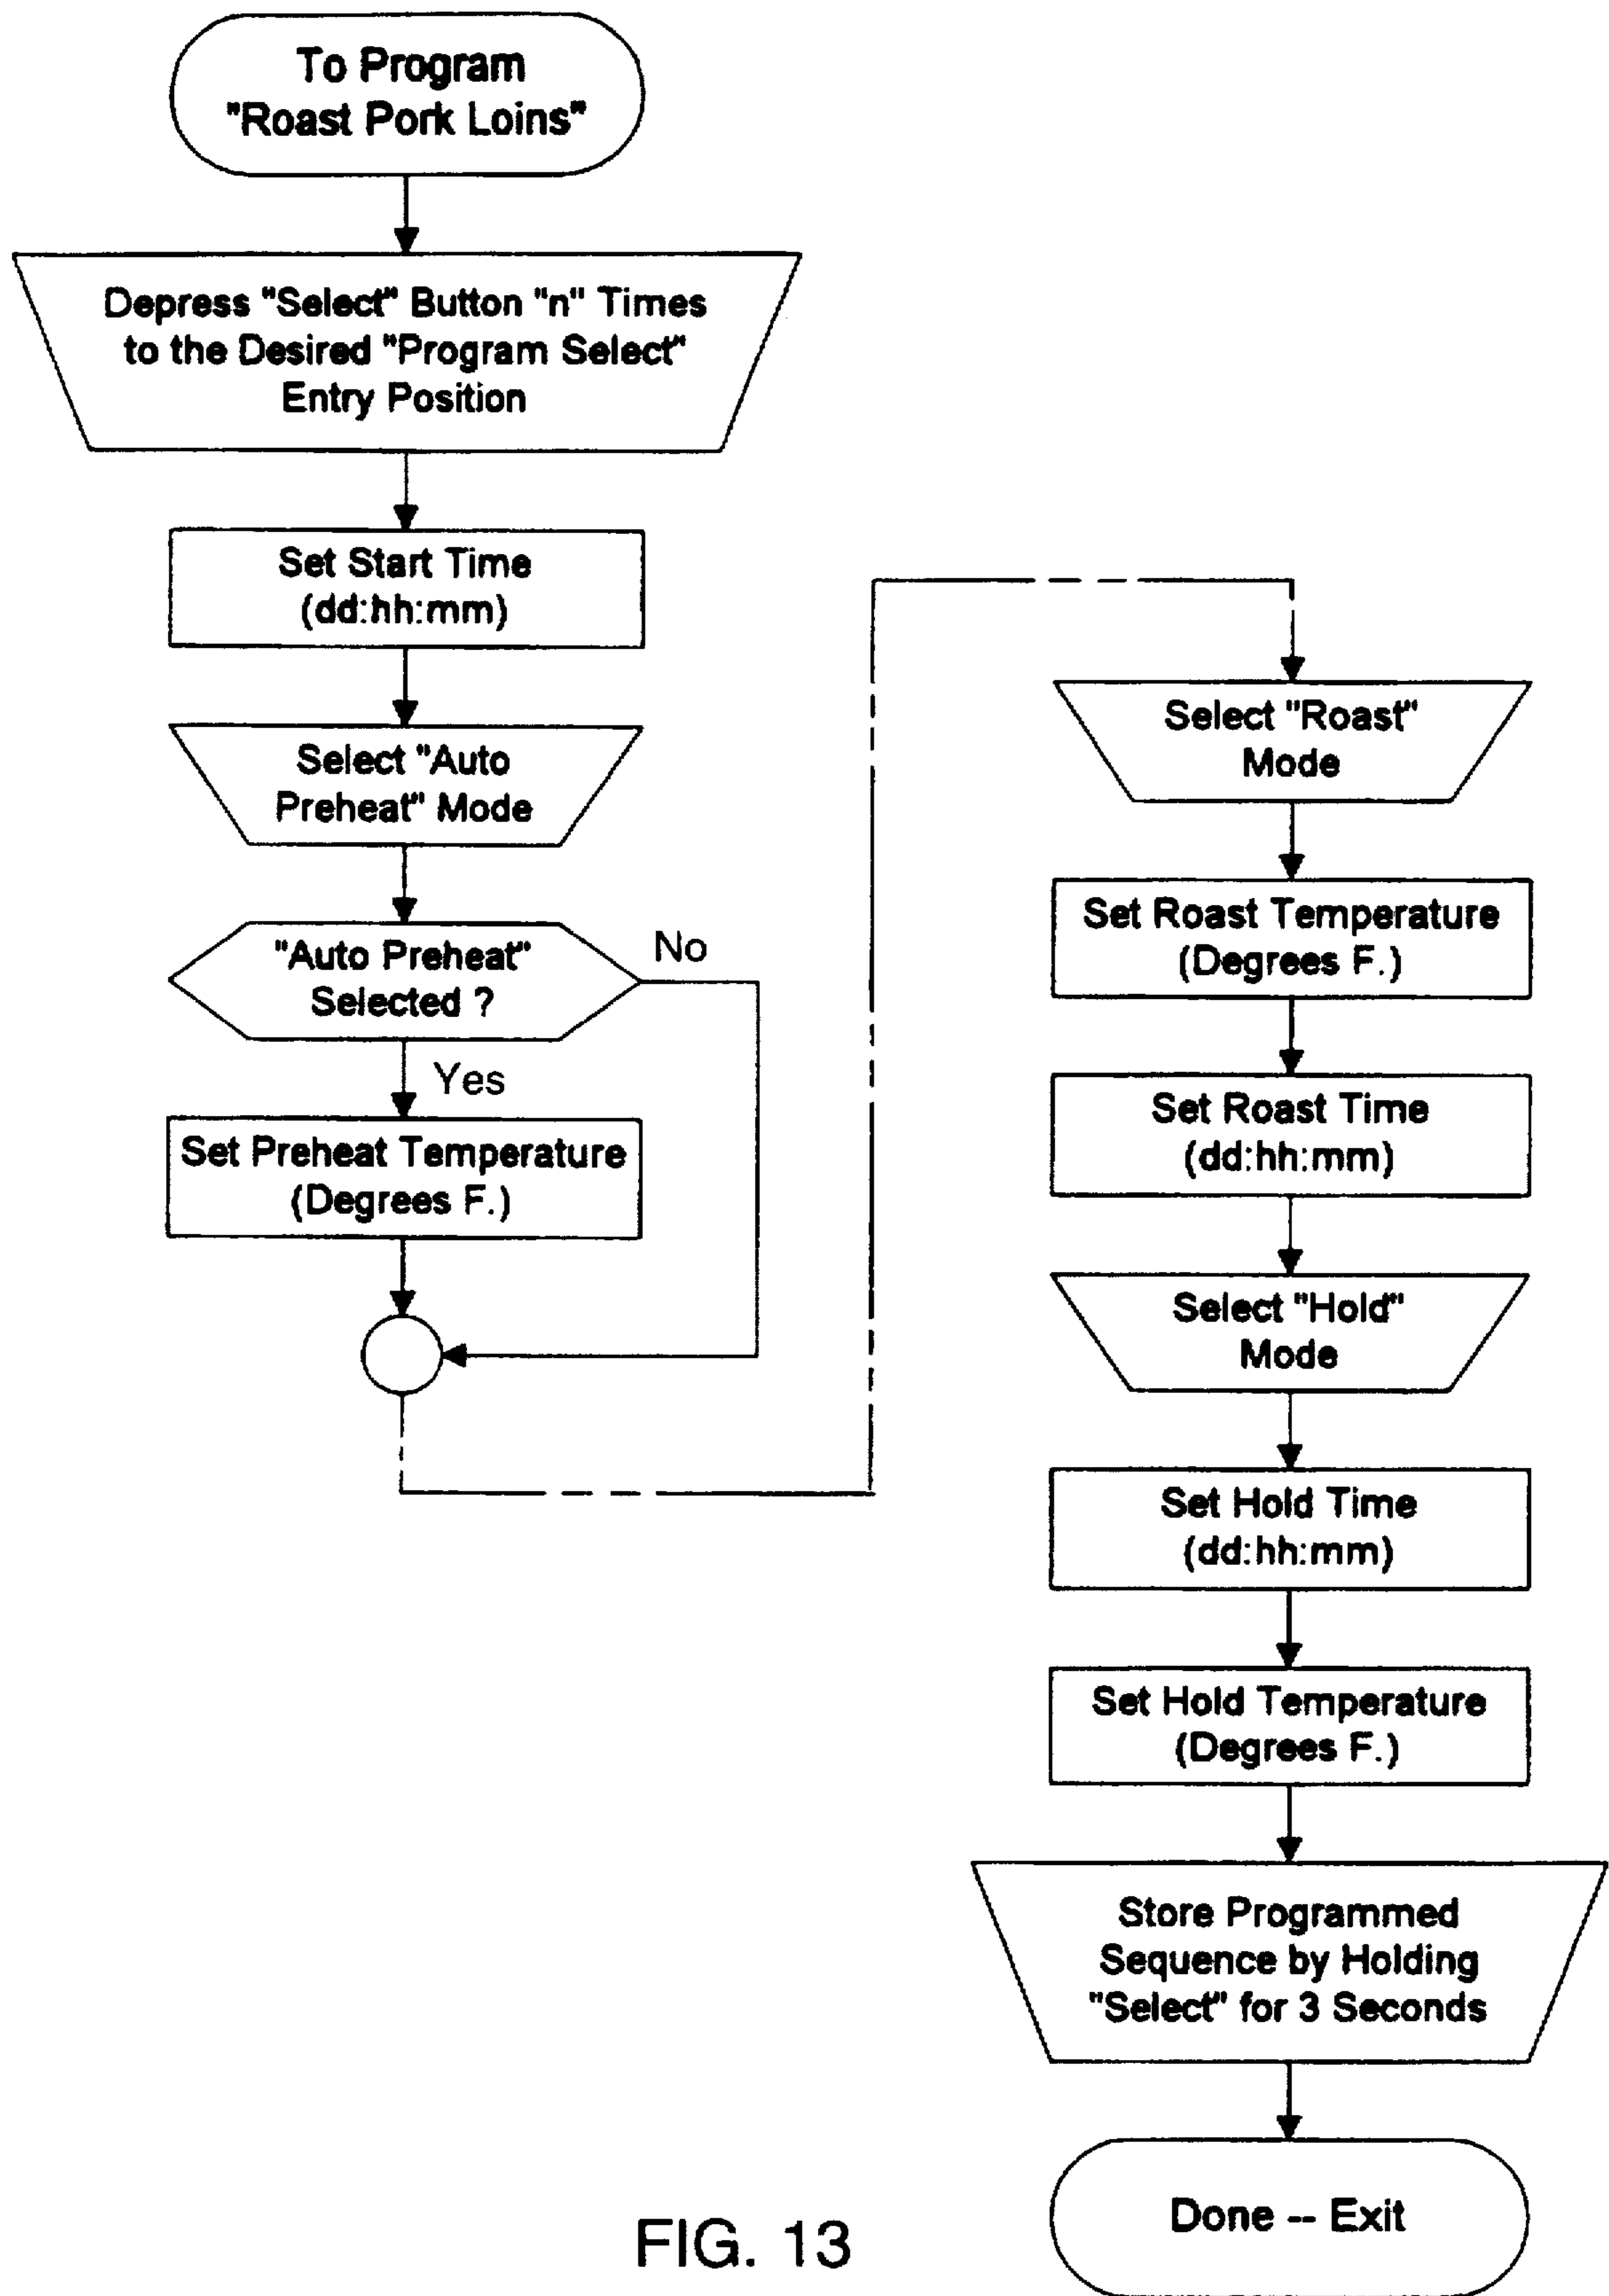 To Program
"Roast Pork Loins"
Depress "Select" Button "n" Times
to the Desired "Program Select"
Entry Position
Set Start Time
(dd:hh:mm)
Select "Auto
Preheat" Mode
"Auto Preheat"
Selected ?
No
Yes
Set Preheat Temperature
(Degrees F.)
Select "Roast"
Mode
Set Roast Temperature
(Degrees F.)
Set Roast Time
(dd:hh:mm)
Select "Hold"
Mode
Set Hold Time
(dd:hh:mm)
Set Hold Temperature
(Degrees F.)
Store Programmed
Sequence by Holding
"Select" for 3 Seconds
Done -- Exit
FIG. 13